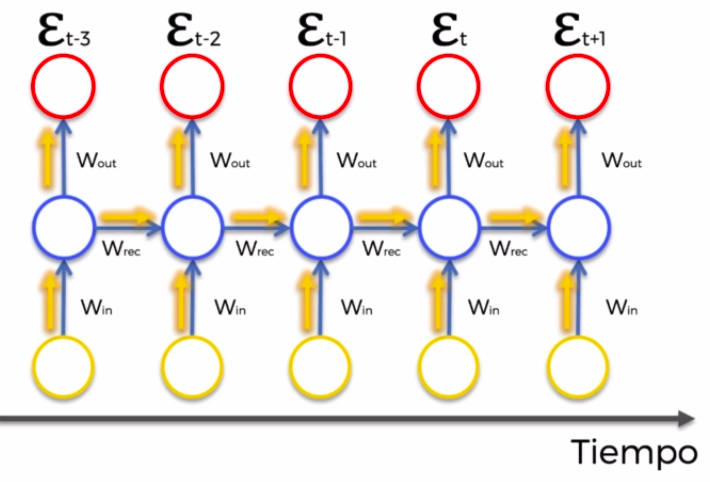 εt-3 εt-2 εt-1 εt εt+1
Wout Wout Wout Wout Wout
Wrec Wrec Wrec Wrec
Win Win Win Win Win
Tiempo